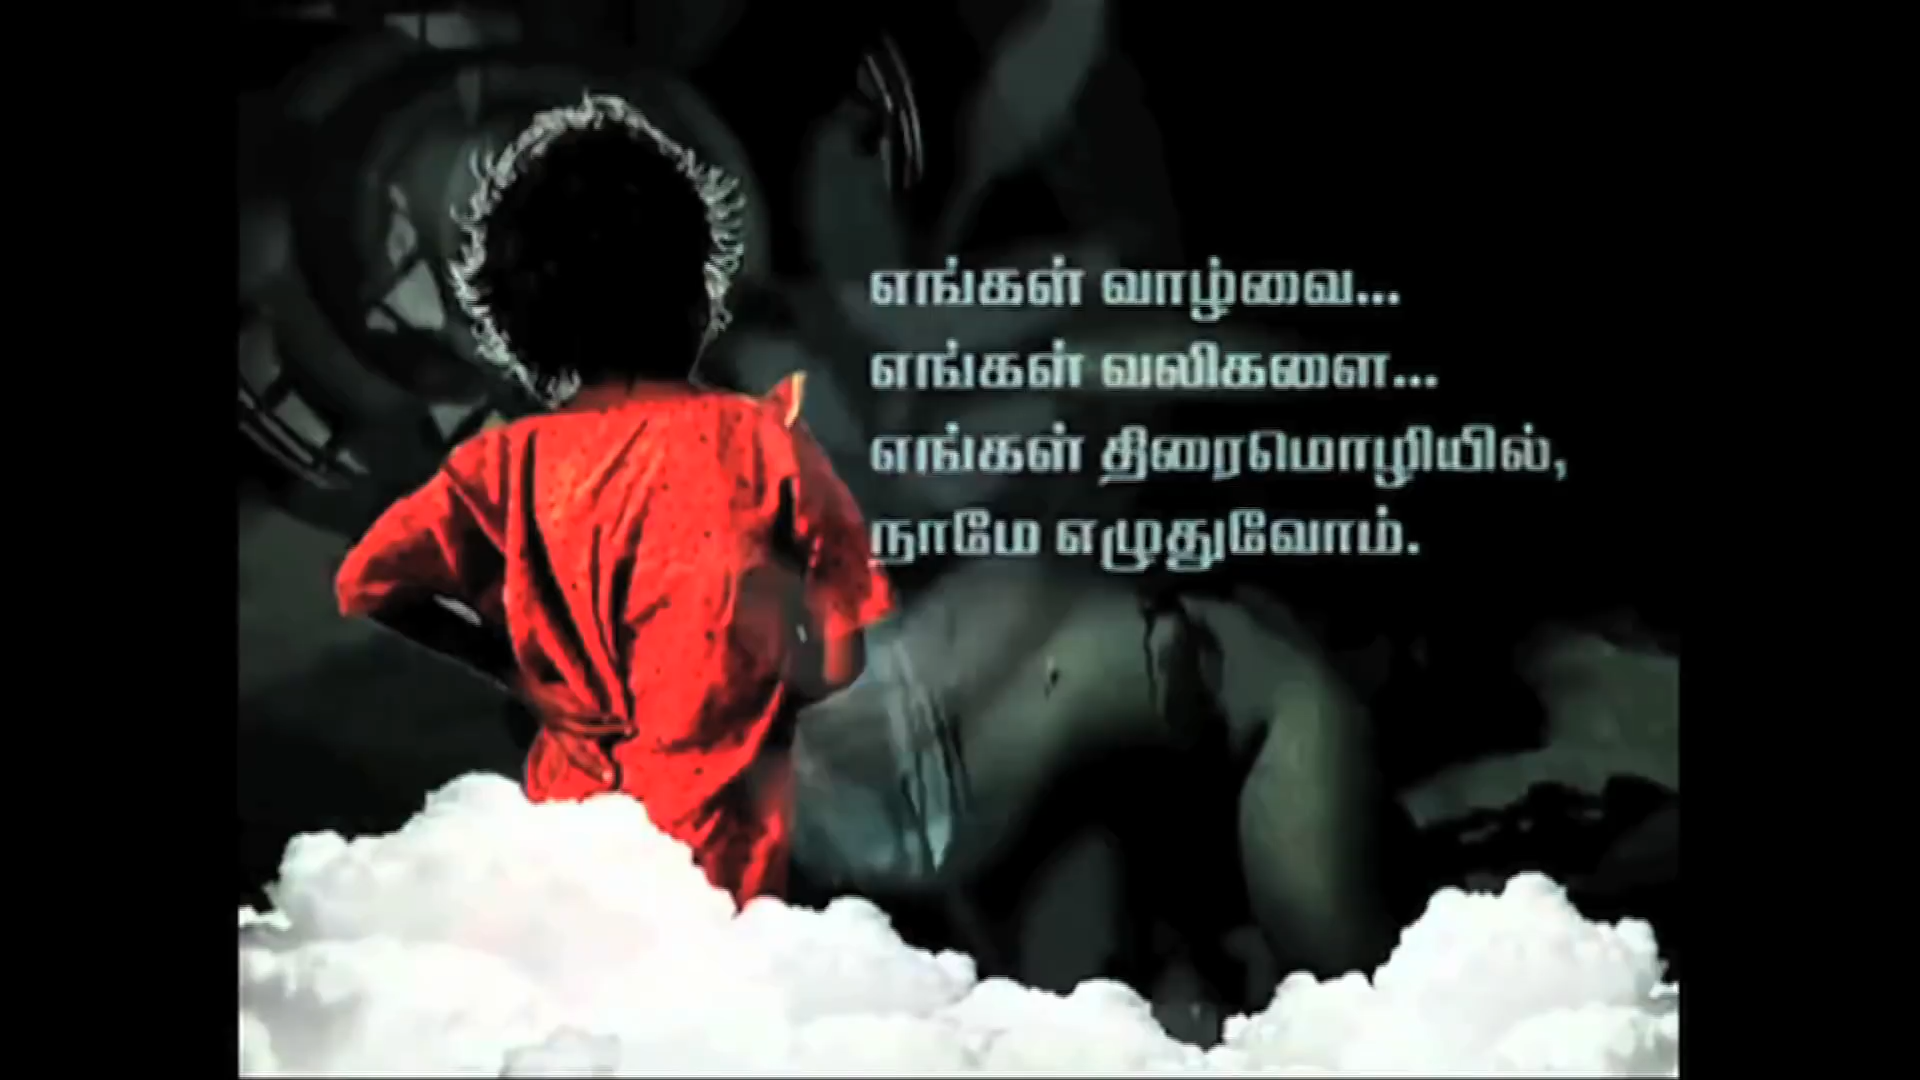 எங்கள் வாழ்வை...
எங்கள் வலிகளை...
எங்கள் திரைமொழியில்,
நாமே எழுதுவோம்.